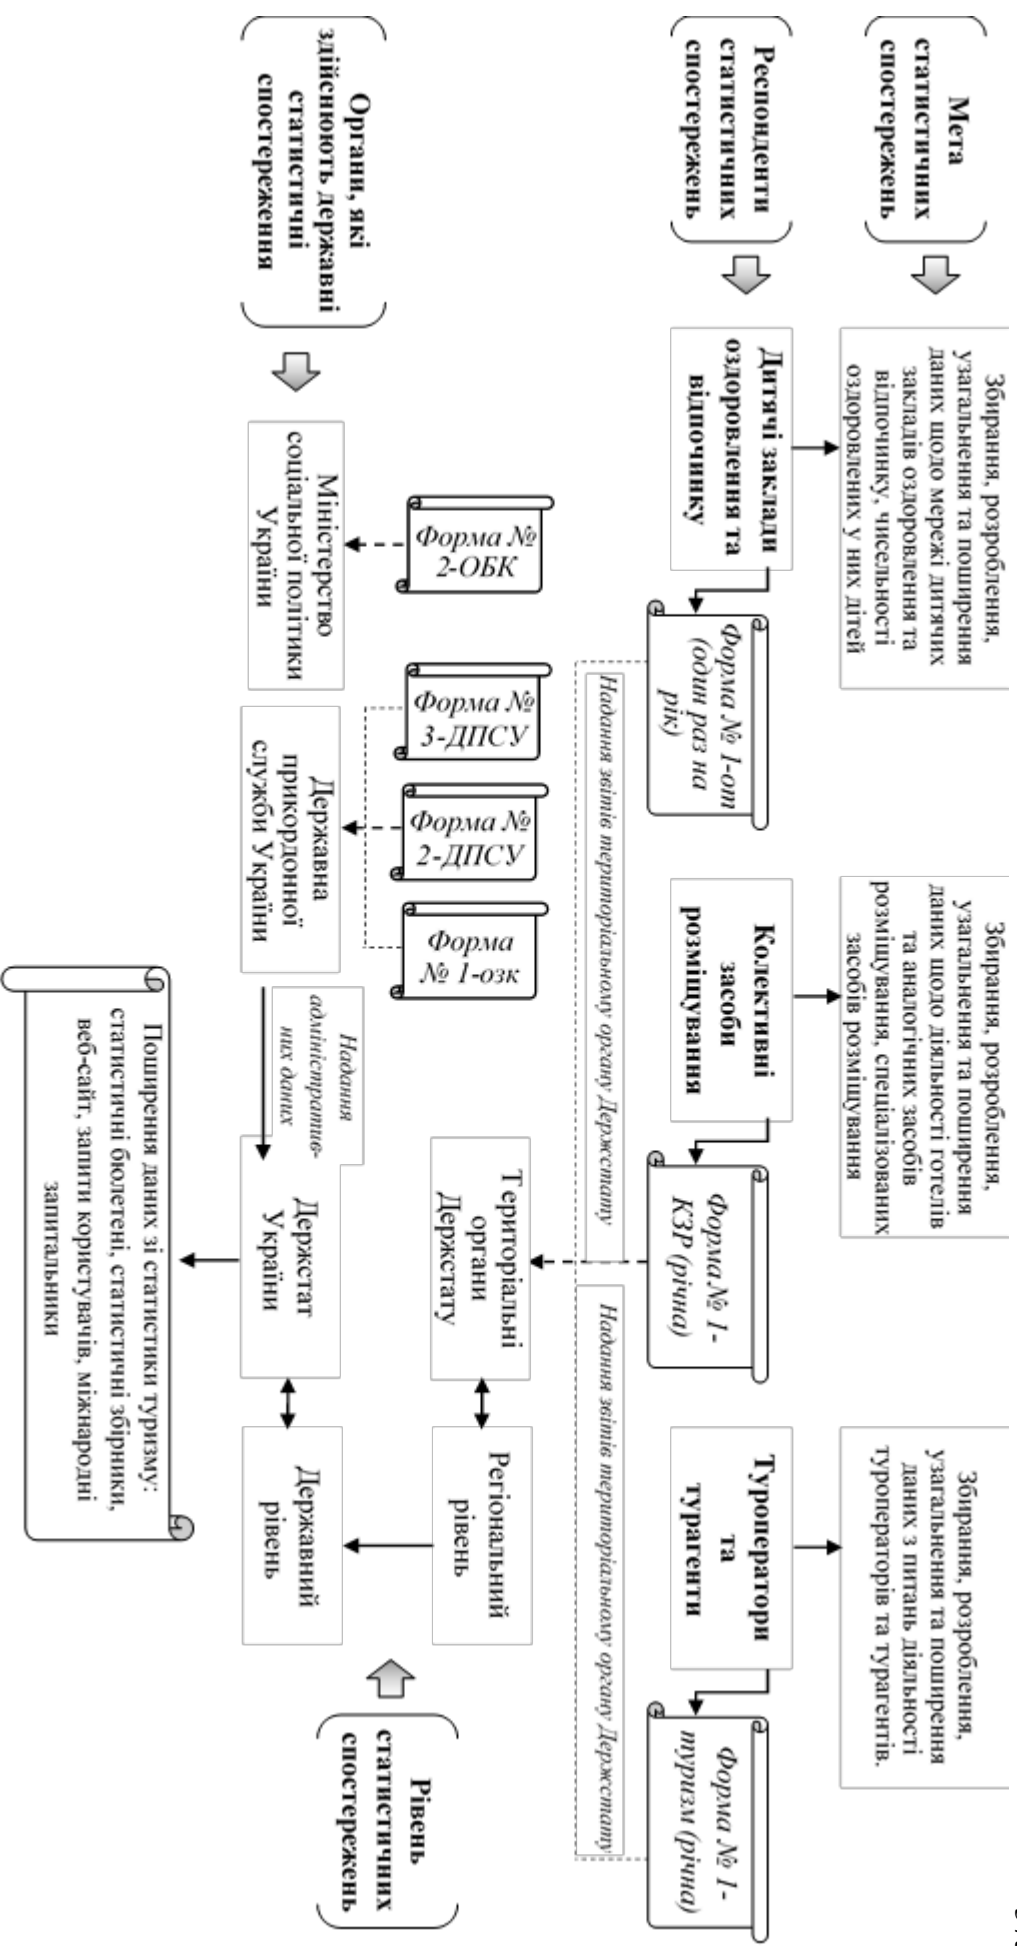 Мета
статистичних
спостережень
Збирання, розроблення,
узагальнення та поширення
даних щодо мережі дитячих
закладів оздоровлення та
відпочинку, чисельності
оздоровлених у них дітей
Збирання, розроблення,
узагальнення та поширення
даних щодо діяльності готелів
та аналогічних засобів
розміщування, спеціалізованих
засобів розміщування
Збирання, розроблення,
узагальнення та поширення
даних з питань діяльності
туроператорів та турагентів.
Респонденти
статистичних
спостережень
Дитячі заклади
оздоровлення та
відпочинку
Колективні
засоби
розміщування
Туроператори
та
турагенти
Форма № 1-от
(один раз на
рік)
Форма № 1-
КЗР (річна)
Форма № 1-
туризм (річна)
Надання звітів територіальному органу Держстату
Надання звітів територіальному органу Держстату
Форма №
2-ОБК
Форма №
3-ДПСУ
Форма №
2-ДПСУ
Форма
№ 1-озк
Територіальні
органи
Держстату
Регіональний
рівень
Рівень
статистичних
спостережень
Органи, які
здійснюють державні
статистичні
спостереження
Міністерство
соціальної політики
України
Державна
прикордонної
служби України
Надання
адміністратив-
них даних
Держстат
України
Державний
рівень
Поширення даних зі статистики туризму:
статистичні бюлетені, статистичні збірники,
веб-сайт, запити користувачів, міжнародні
запитальники